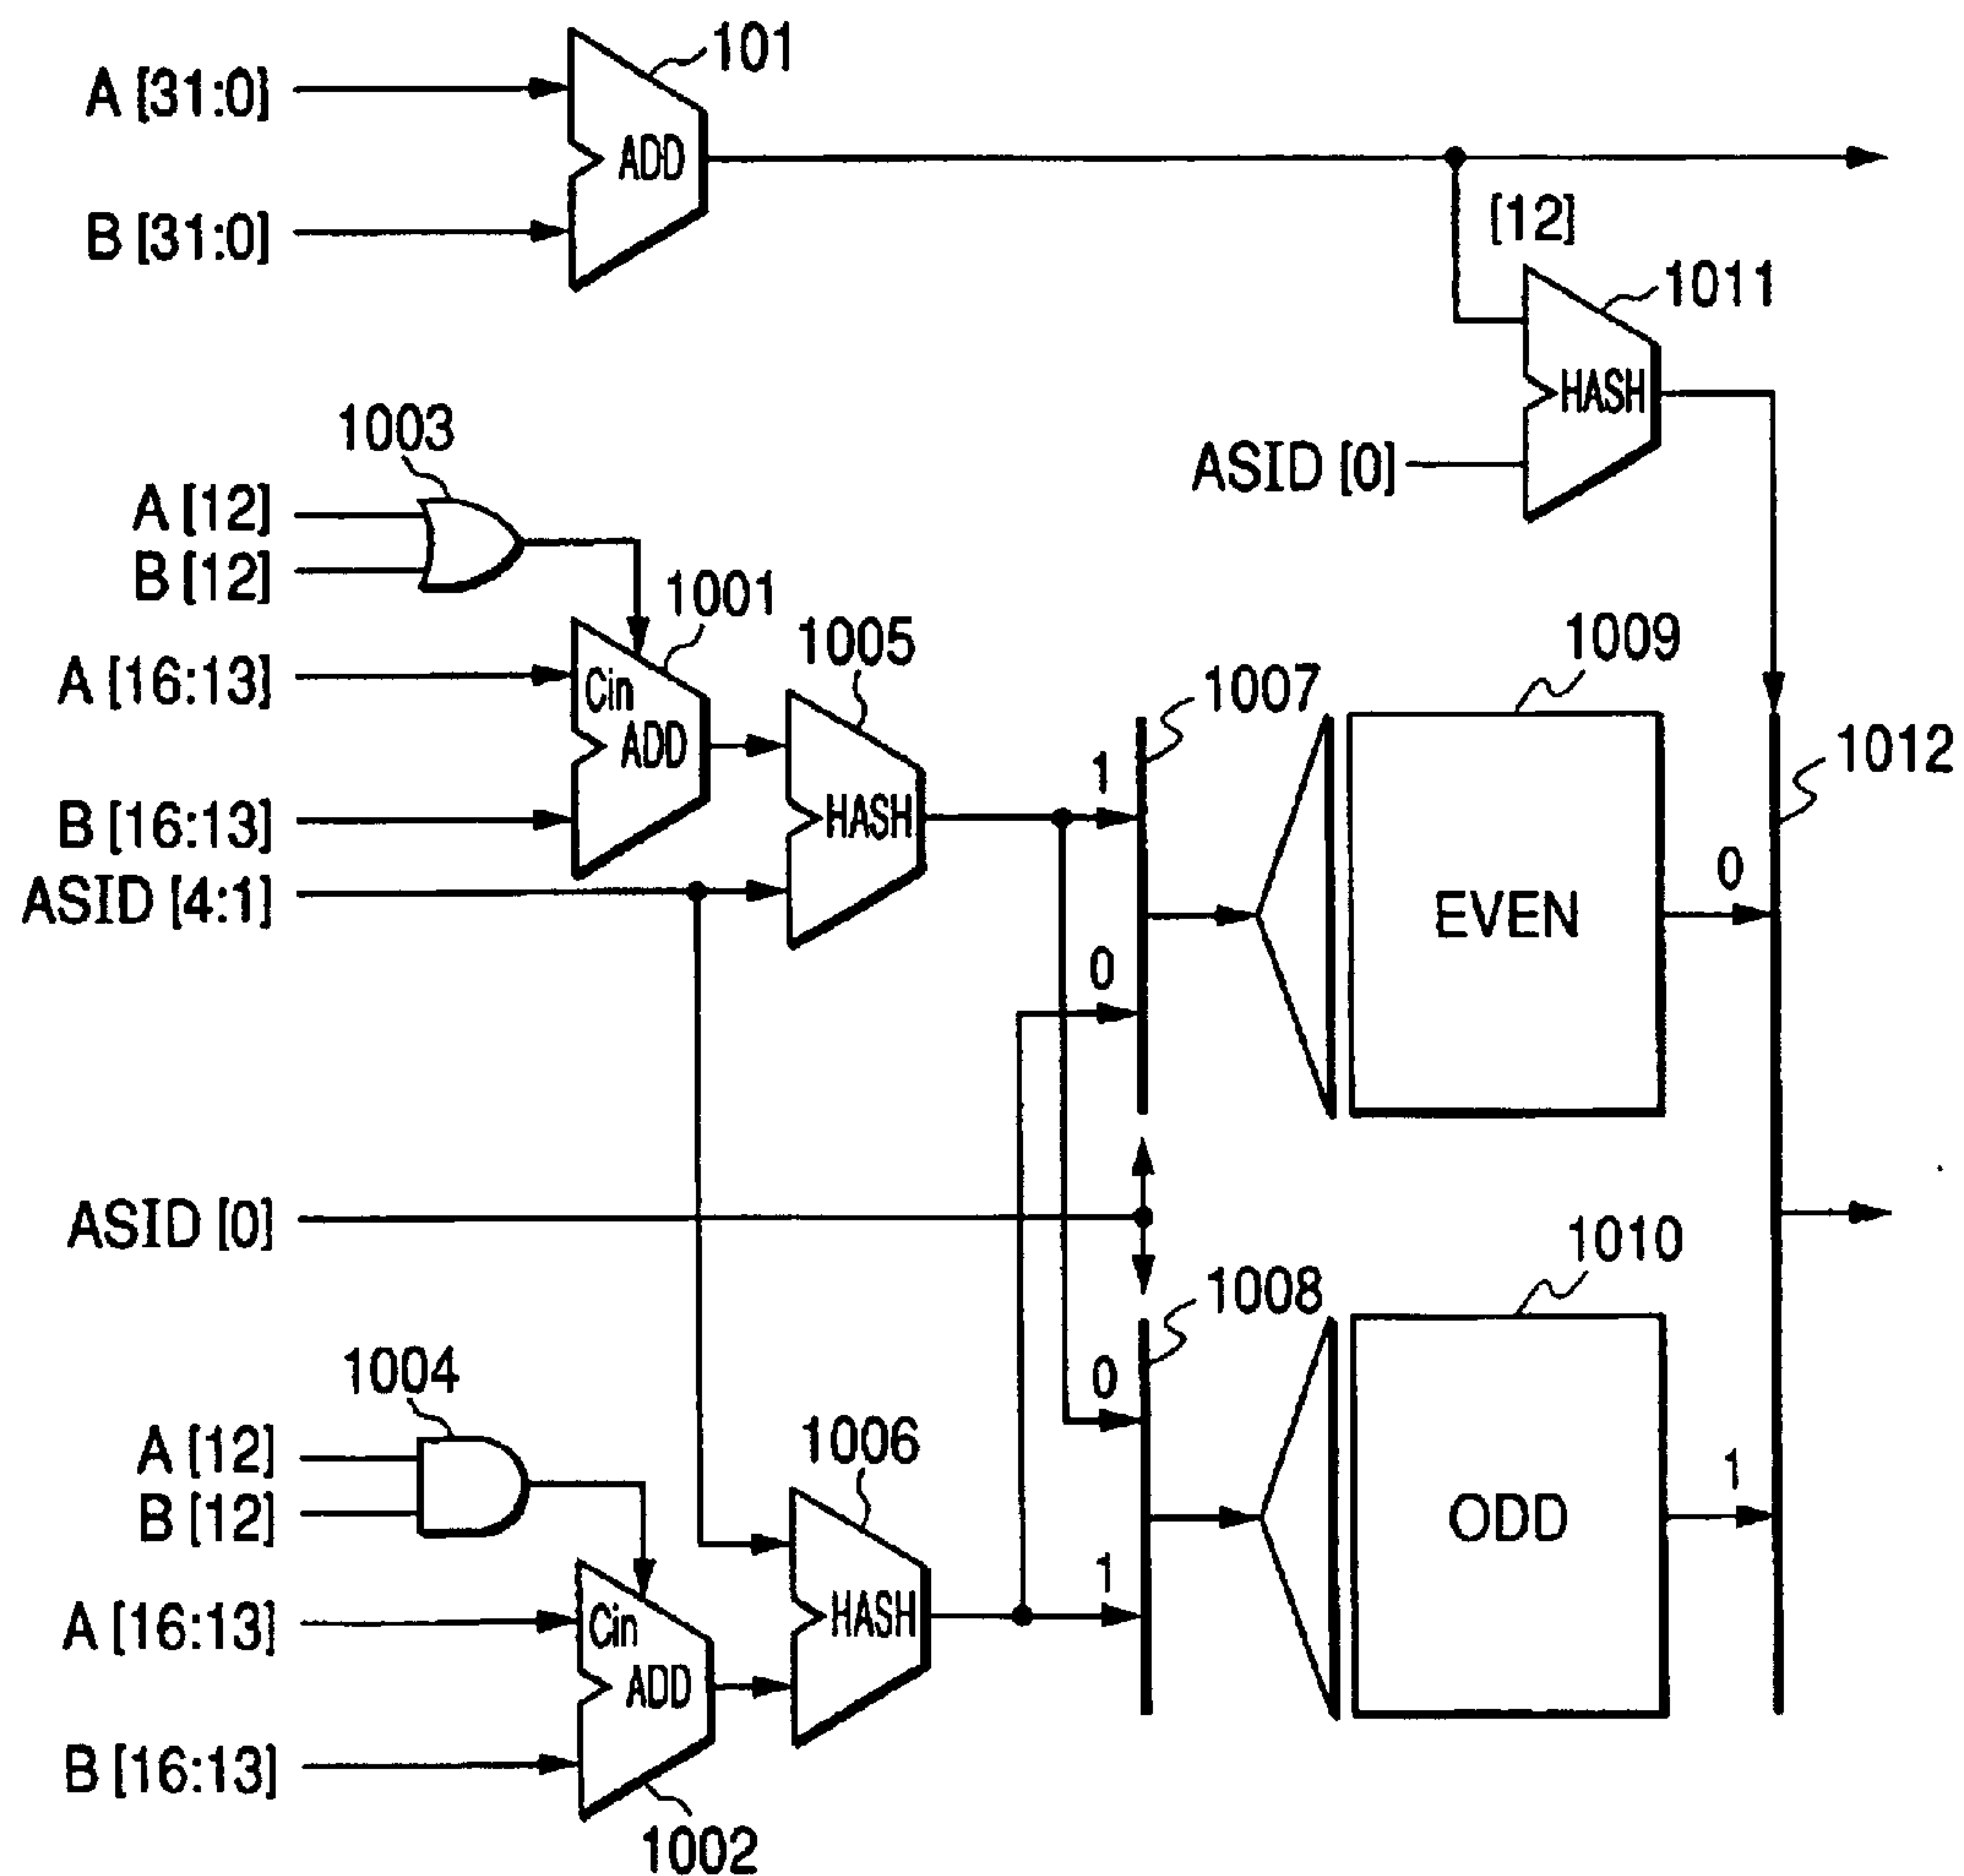 101
A [31:0]
ADD
B [31:0]
[12]
1011
HASH
ASID [0]
1003
A [12]
B [12]
1001
1005
A [16:13]
Cin
ADD
B [16:13]
HASH
ASID [4:1]
1007
1
0
1009
EVEN
0
1012
ASID [0]
1010
1008
0
1004
A [12]
B [12]
1006
1
ODD
1
HASH
A [16:13]
Cin
ADD
B [16:13]
1002